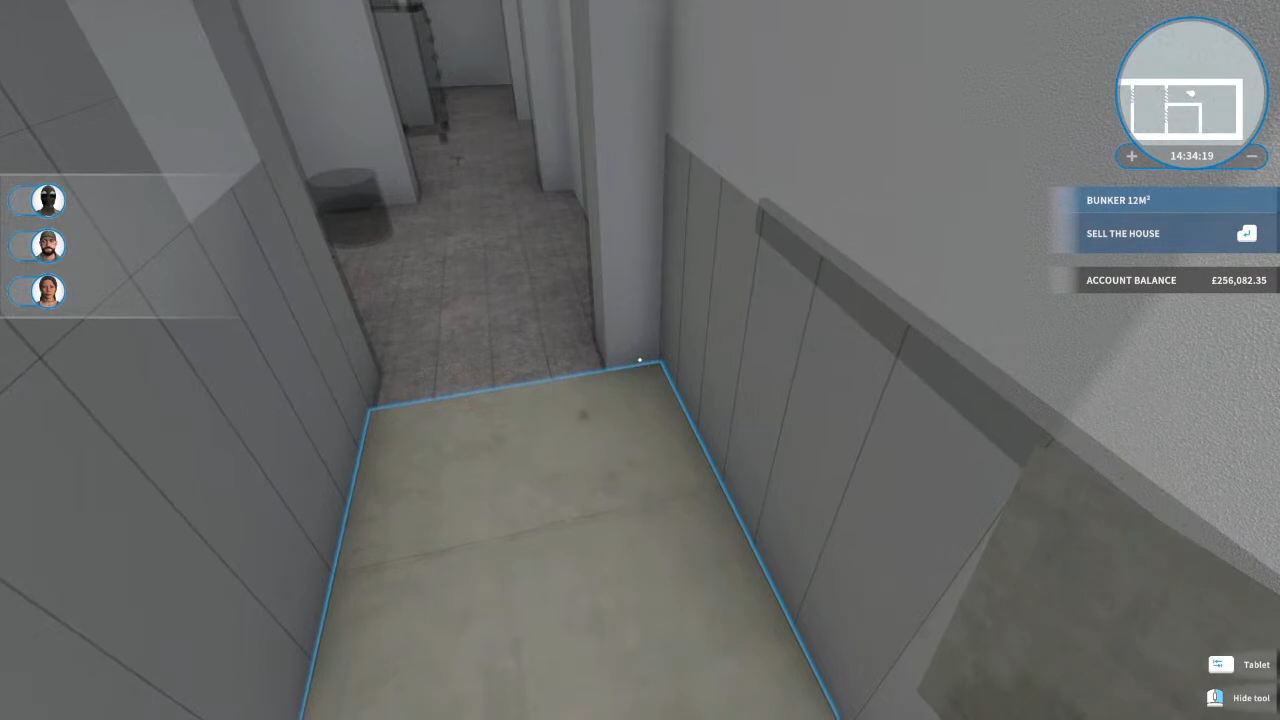 14:34:19
BUNKER 12M²
SELL THE HOUSE
ACCOUNT BALANCE £256,082.35
Tablet
Hide tool